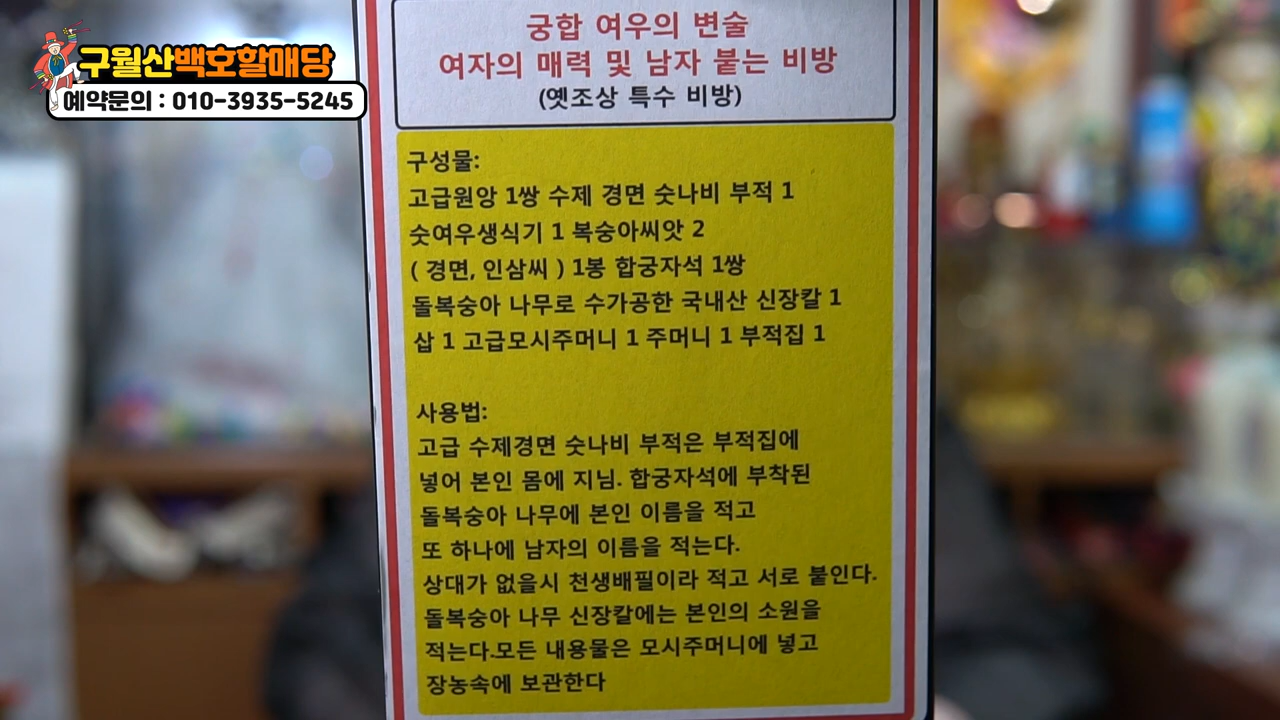 구월산백호할매당
예약문의 : 010-3935-5245
궁합 여우의 변술
여자의 매력 및 남자 붙는 비방
(옛조상 특수 비방)
구성물:
고급원앙 1쌍 수제 경면 숫나비 부적 1
숫여우생식기 1 복숭아씨앗 2
( 경면, 인삼씨 ) 1봉 합궁자석 1쌍
돌복숭아 나무로 수가공한 국내산 신장칼 1
삽 1 고급모시주머니 1 주머니 1 부적집 1
사용법:
고급 수제경면 숫나비 부적은 부적집에
넣어 본인 몸에 지님. 합궁자석에 부착된
돌복숭아 나무에 본인 이름을 적고
또 하나에 남자의 이름을 적는다.
상대가 없을시 천생배필이라 적고 서로 붙인다.
돌복숭아 나무 신장칼에는 본인의 소원을
적는다.모든 내용물은 모시주머니에 넣고
장농속에 보관한다